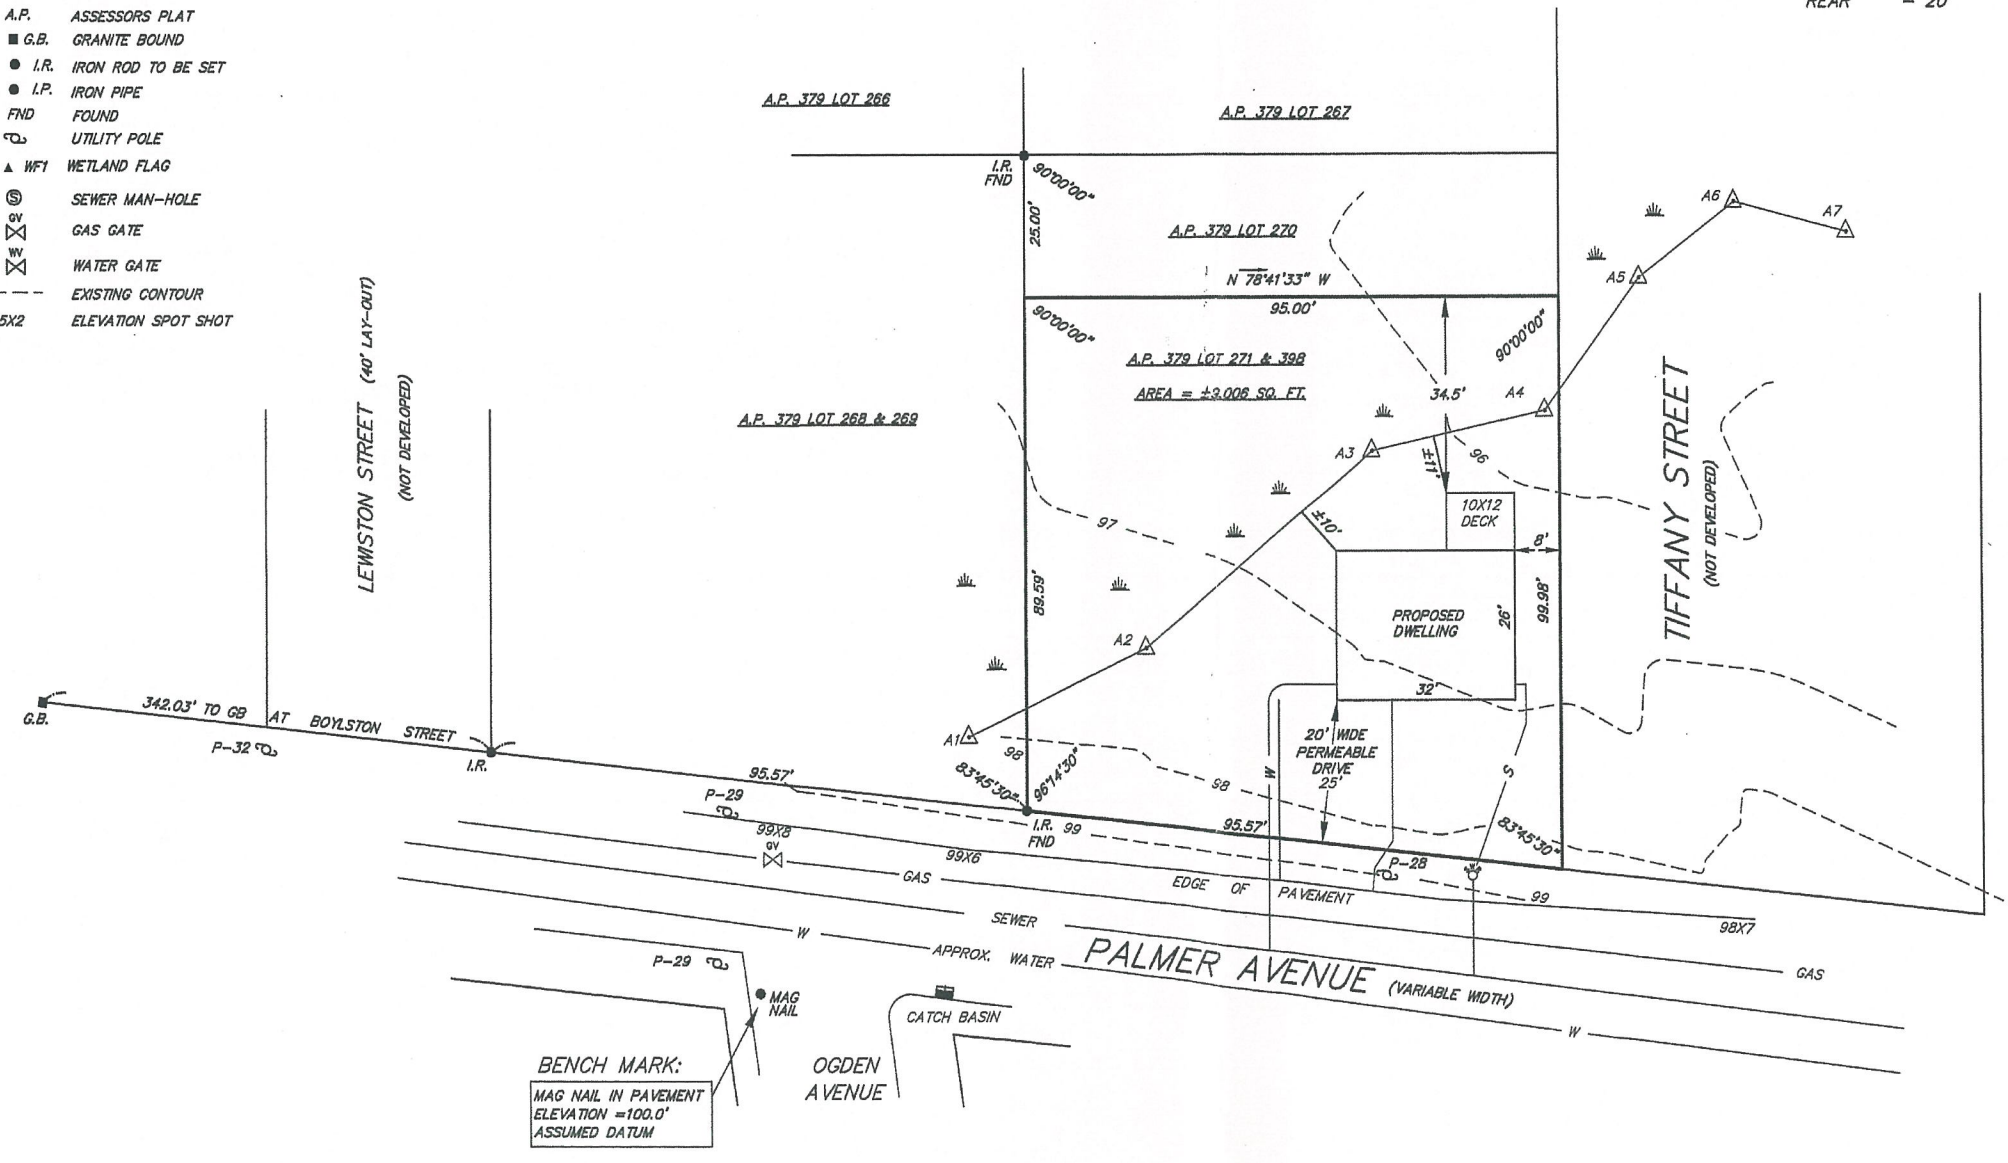 A.P. ASSESSORS PLAT
G.B. GRANITE BOUND
I.R. IRON ROD TO BE SET
I.P. IRON PIPE
FND FOUND
UTILITY POLE
WF1 WETLAND FLAG
S SEWER MAN-HOLE
GV GAS GATE
WV WATER GATE
EXISTING CONTOUR
5X2 ELEVATION SPOT SHOT
REAR = 20'
A.P. 379 LOT 266
A.P. 379 LOT 267
I.R.
FND
90°00'00"
25.00'
A.P. 379 LOT 270
N 78°41'33" W
95.00'
90°00'00"
90°00'00"
A.P. 379 LOT 271 & 398
AREA = ±9,006 SQ. FT.
A.P. 379 LOT 268 & 269
LEWISTON STREET (40' LAY-OUT)
(NOT DEVELOPED)
TIFFANY STREET
(NOT DEVELOPED)
A6
A7
A5
A4
A3
A2
A1
34.5'
96
±11'
±10'
10X12
DECK
8'
97
89.59'
99.98'
PROPOSED
DWELLING
26'
32'
20' WIDE
PERMEABLE
DRIVE
25'
W
S
98
98
83°45'30"
96°14'30"
83°45'30"
G.B.
342.03' TO GB AT BOYLSTON STREET
P-32
I.R.
95.57'
95.57'
I.R.
FND
99
P-29
99X8
GV
99X6
P-28
99
98X7
EDGE OF PAVEMENT
GAS
GAS
SEWER
W
APPROX. WATER
W
PALMER AVENUE (VARIABLE WIDTH)
P-29
MAG
NAIL
CATCH BASIN
OGDEN
AVENUE
BENCH MARK:
MAG NAIL IN PAVEMENT
ELEVATION =100.0'
ASSUMED DATUM